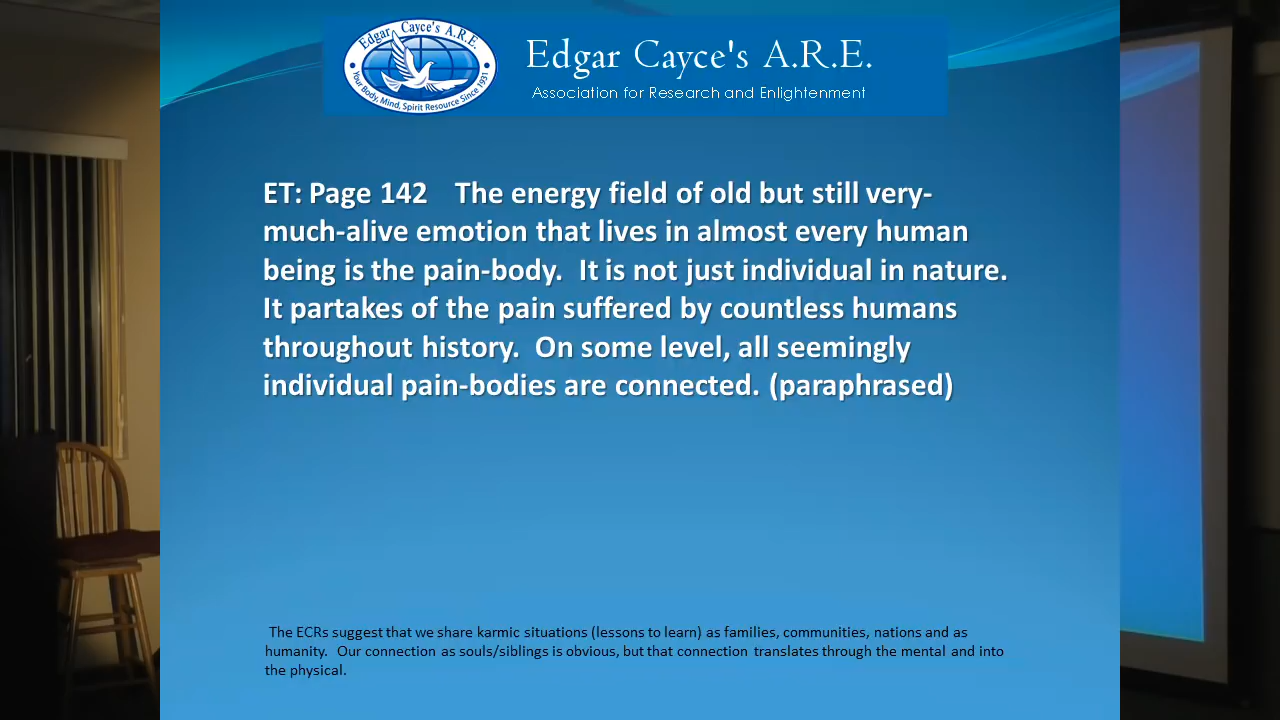 Edgar Cayce's A.R.E.
Your Body, Mind, Spirit Resource Since 1931
Edgar Cayce's A.R.E.
Association for Research and Enlightenment
ET: Page 142 The energy field of old but still very-
much-alive emotion that lives in almost every human
being is the pain-body. It is not just individual in nature.
It partakes of the pain suffered by countless humans
throughout history. On some level, all seemingly
individual pain-bodies are connected. (paraphrased)
The ECRs suggest that we share karmic situations (lessons to learn) as families, communities, nations and as
humanity. Our connection as souls/siblings is obvious, but that connection translates through the mental and into
the physical.